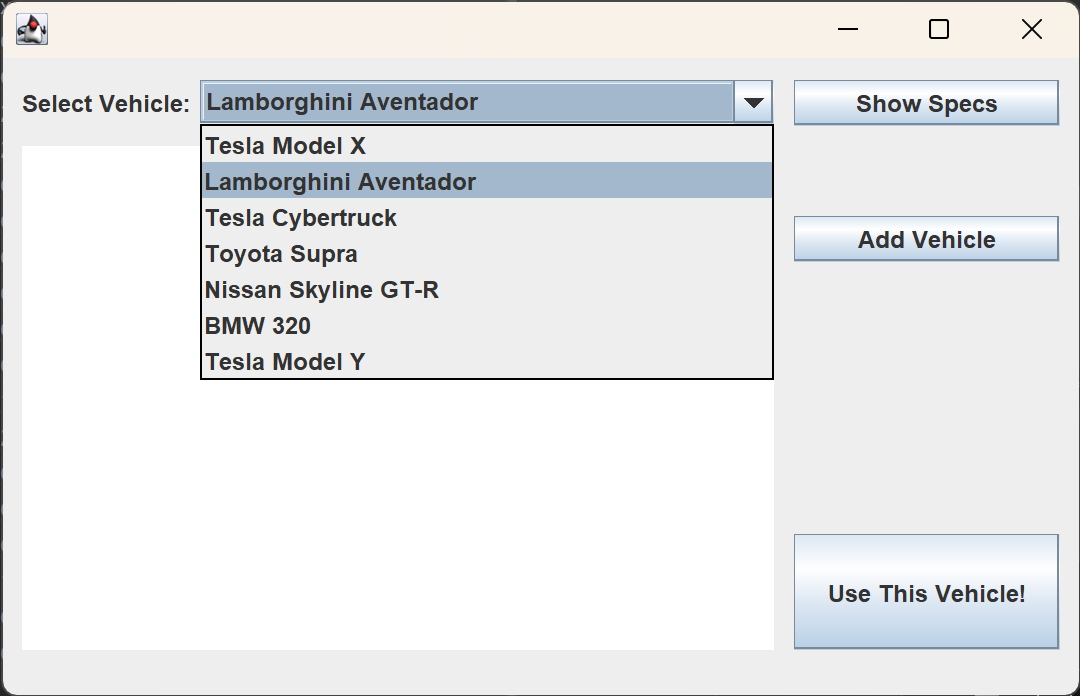 Select Vehicle:
Lamborghini Aventador
Show Specs
Tesla Model X
Lamborghini Aventador
Tesla Cybertruck
Toyota Supra
Nissan Skyline GT-R
BMW 320
Tesla Model Y
Add Vehicle
Use This Vehicle!